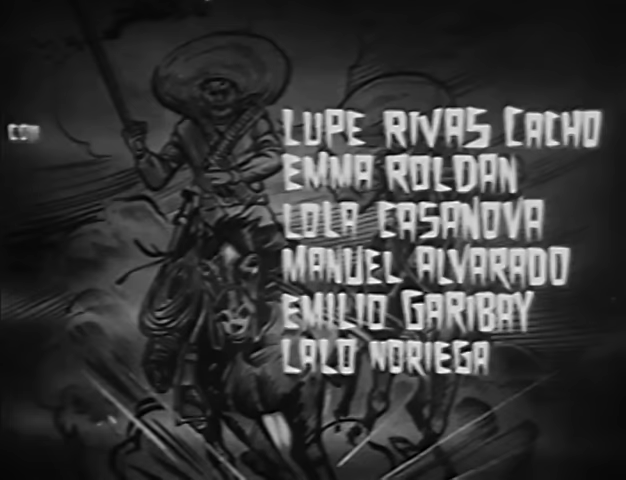 CON
LUPE RIVAS CACHO
EMMA ROLDAN
LOLA CASANOVA
MANUEL ALVARADO
EMILIO GARIBAY
LALO NORIEGA